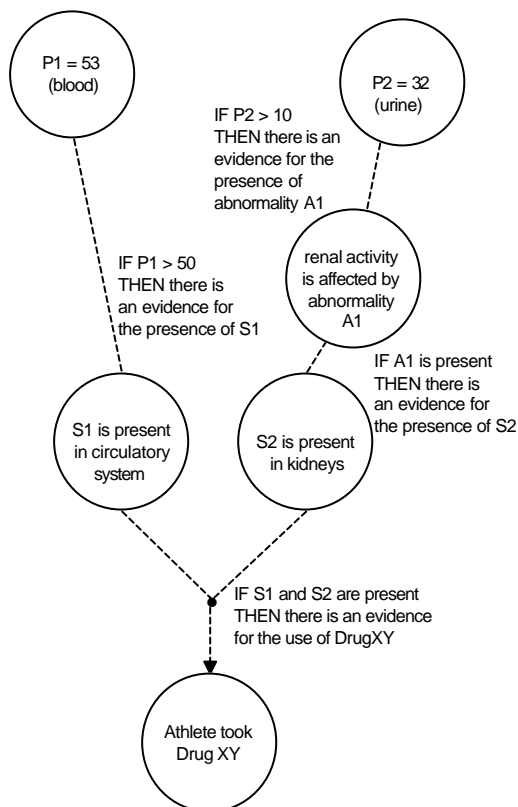 P1 = 53
(blood)
P2 = 32
(urine)
IF P2 > 10
THEN there is an
evidence for the
presence of
abnormality A1
renal activity
is affected by
abnormality
A1
IF P1 > 50
THEN there is
an evidence for
the presence of S1
IF A1 is present
THEN there is
an evidence for
the presence of S2
S1 is present
in circulatory
system
S2 is present
in kidneys
IF S1 and S2 are present
THEN there is an evidence
for the use of DrugXY
Athlete took
Drug XY